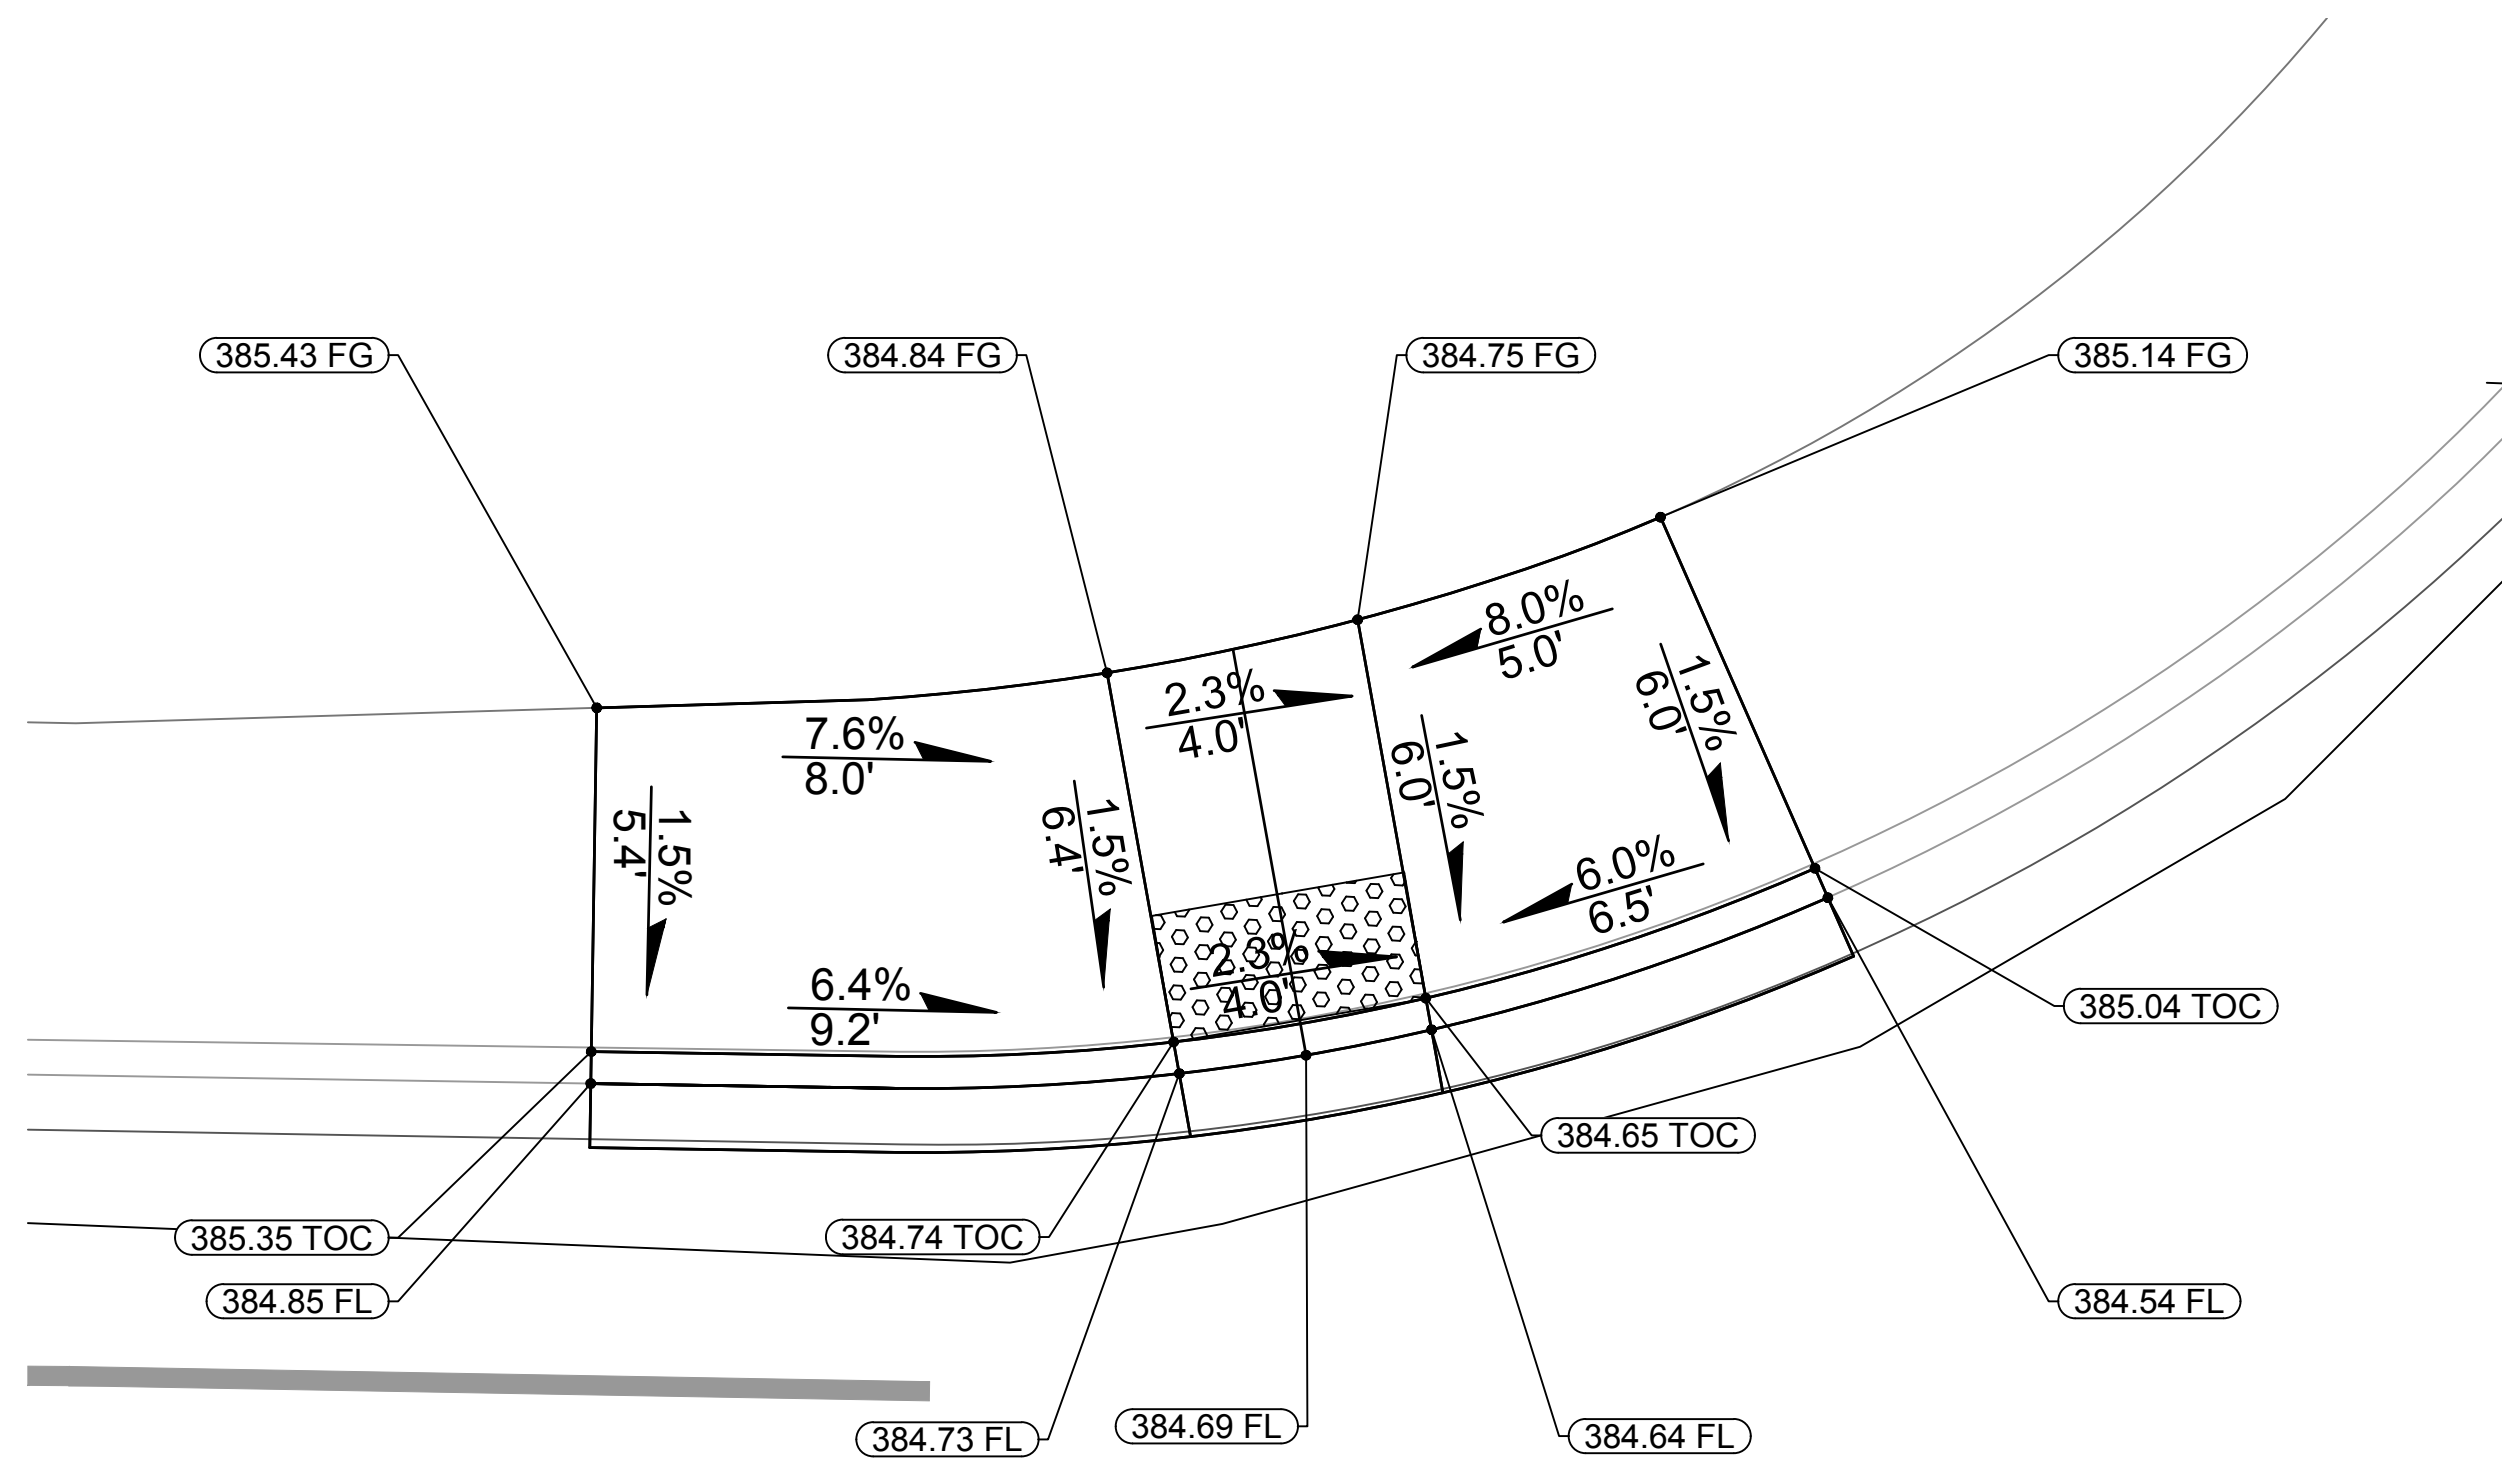 385.43 FG
384.84 FG
384.75 FG
385.14 FG
8.0%
5.0'
2.3%
4.0'
7.6%
8.0'
1.5%
6.0'
1.5%
6.0'
1.5%
5.4'
1.5%
6.4'
6.0%
6.5'
2.3%
4.0'
6.4%
9.2'
385.04 TOC
384.65 TOC
385.35 TOC
384.74 TOC
384.85 FL
384.54 FL
384.73 FL
384.69 FL
384.64 FL